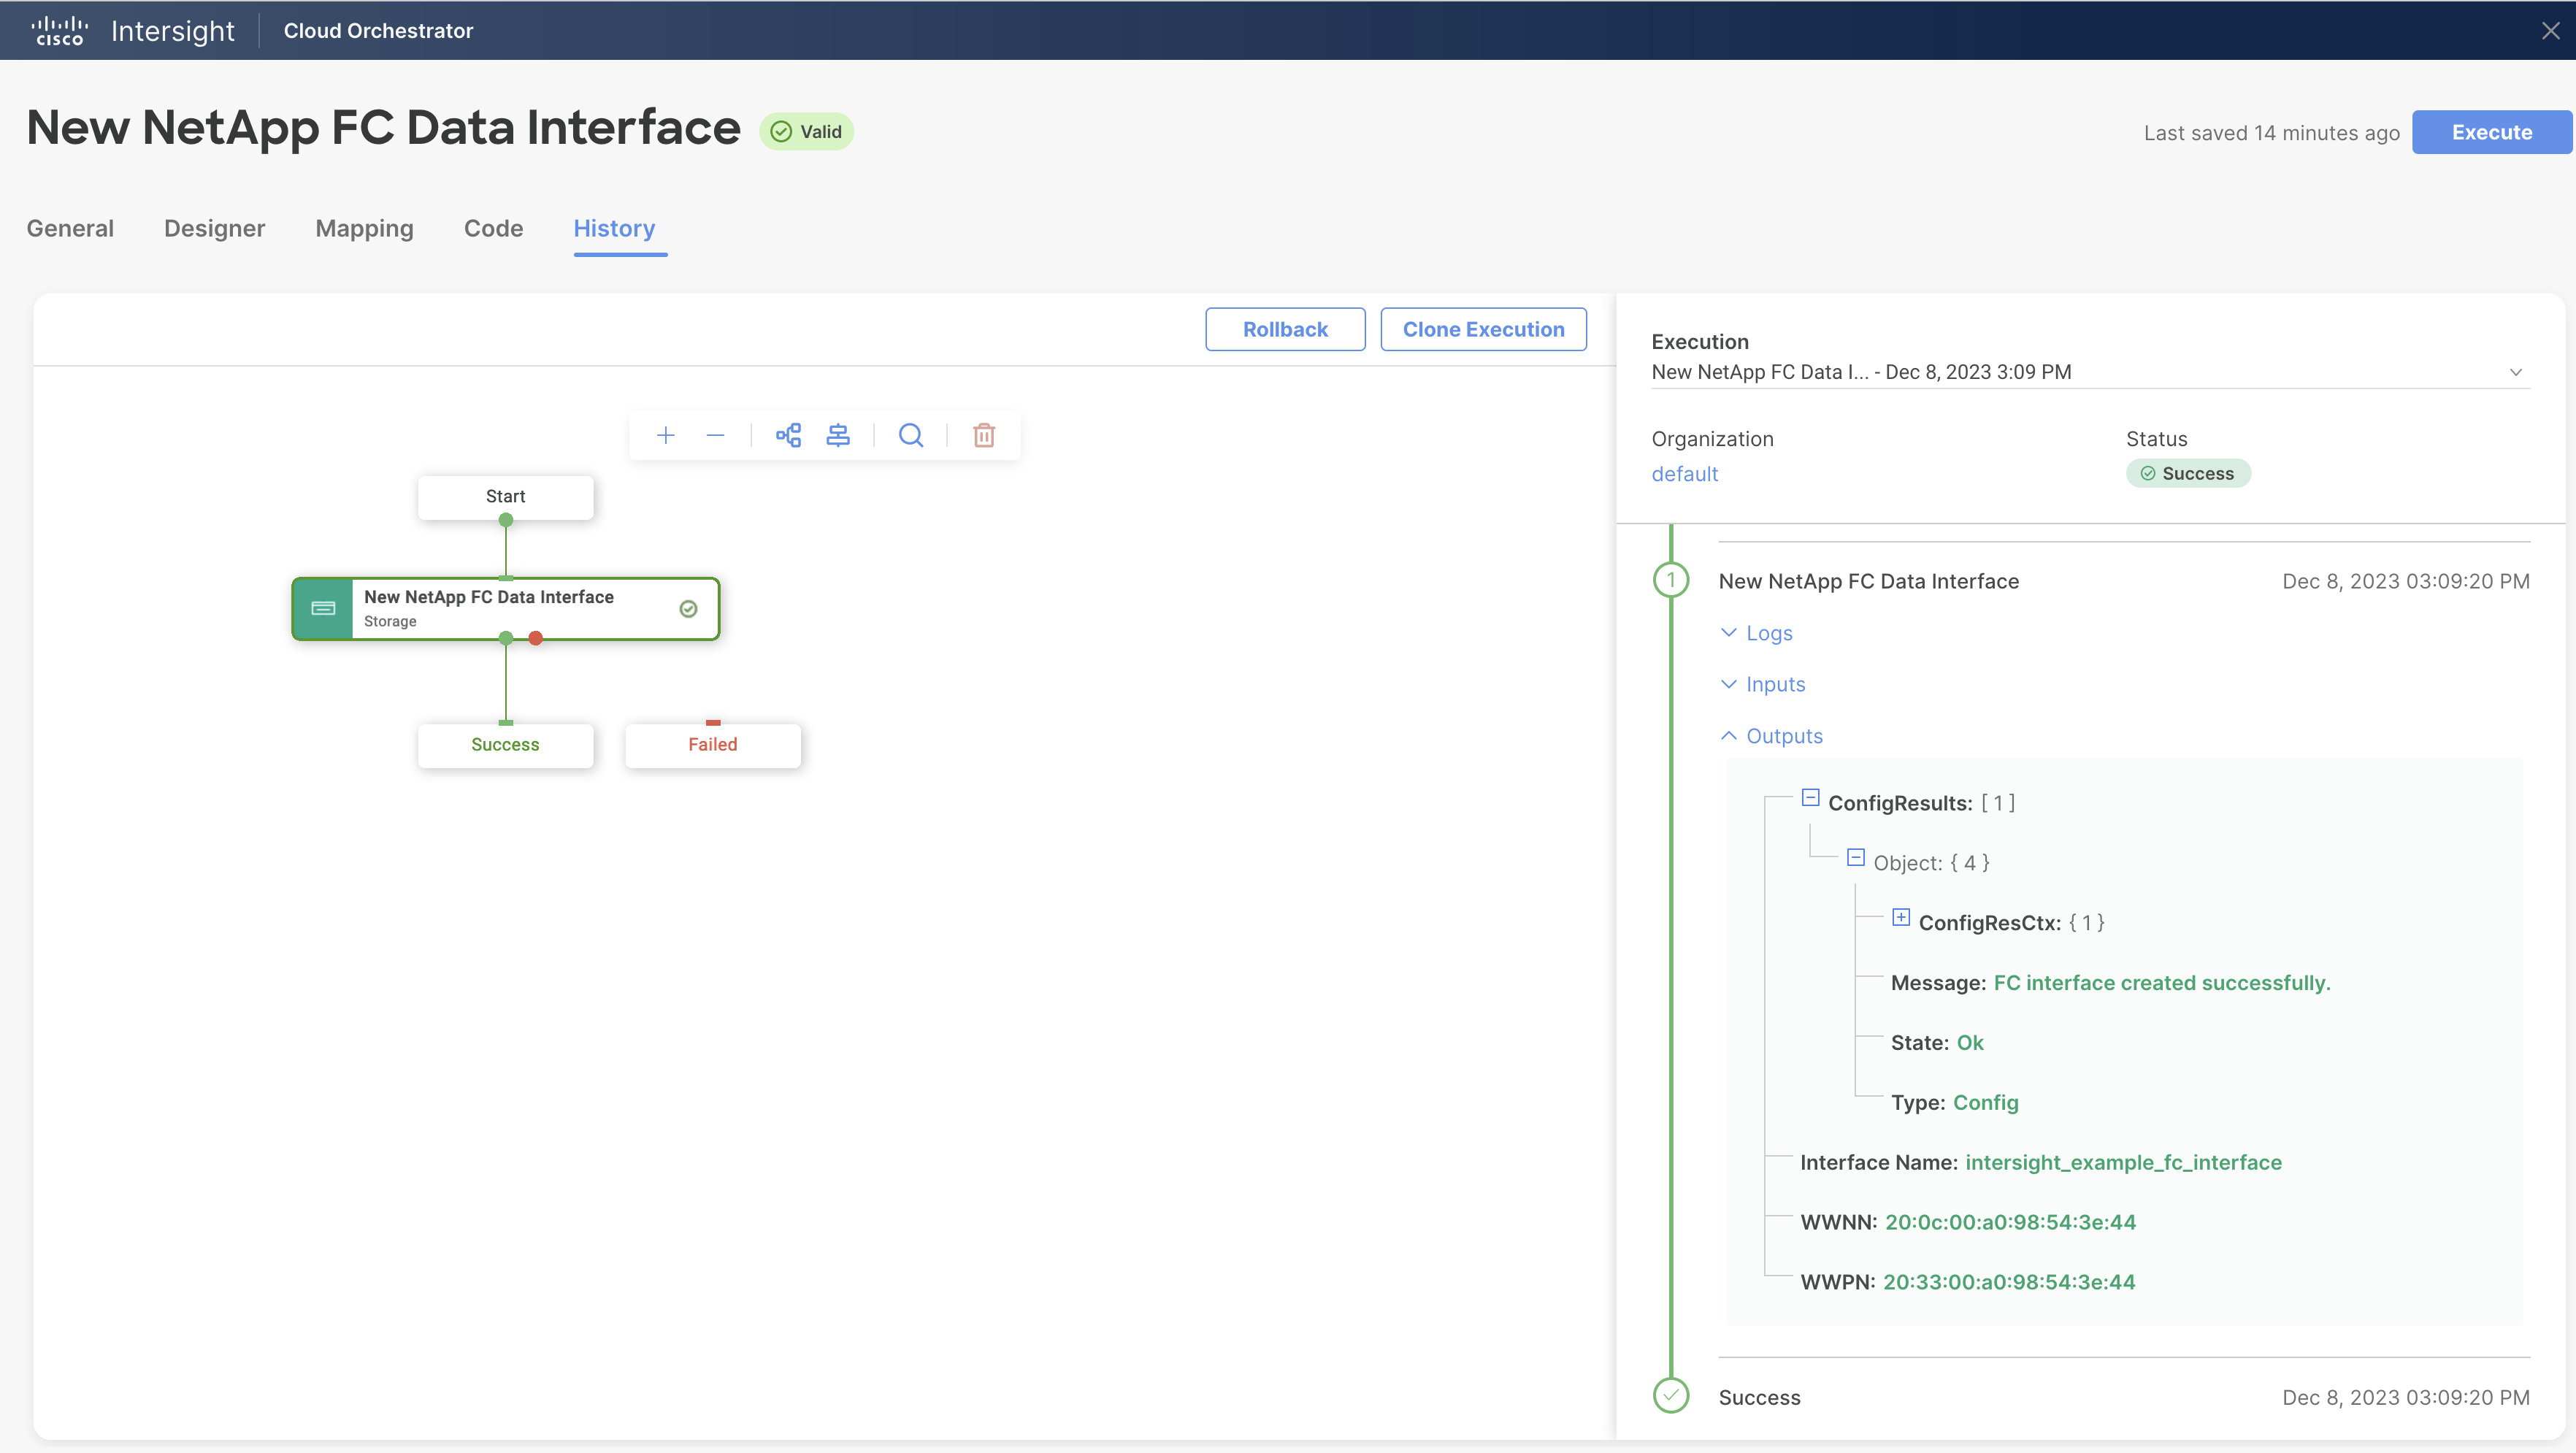 CISCO Intersight Cloud Orchestrator
New NetApp FC Data Interface Valid
Last saved 14 minutes ago Execute
General Designer Mapping Code History
Rollback Clone Execution
Start
New NetApp FC Data Interface
Storage
Success Failed
Execution
New NetApp FC Data I... - Dec 8, 2023 3:09 PM
Organization Status
default Success
1 New NetApp FC Data Interface Dec 8, 2023 03:09:20 PM
Logs
Inputs
Outputs
ConfigResults: [ 1 ]
Object: { 4 }
ConfigResCtx: { 1 }
Message: FC interface created successfully.
State: Ok
Type: Config
Interface Name: intersight_example_fc_interface
WWNN: 20:0c:00:a0:98:54:3e:44
WWPN: 20:33:00:a0:98:54:3e:44
Success Dec 8, 2023 03:09:20 PM